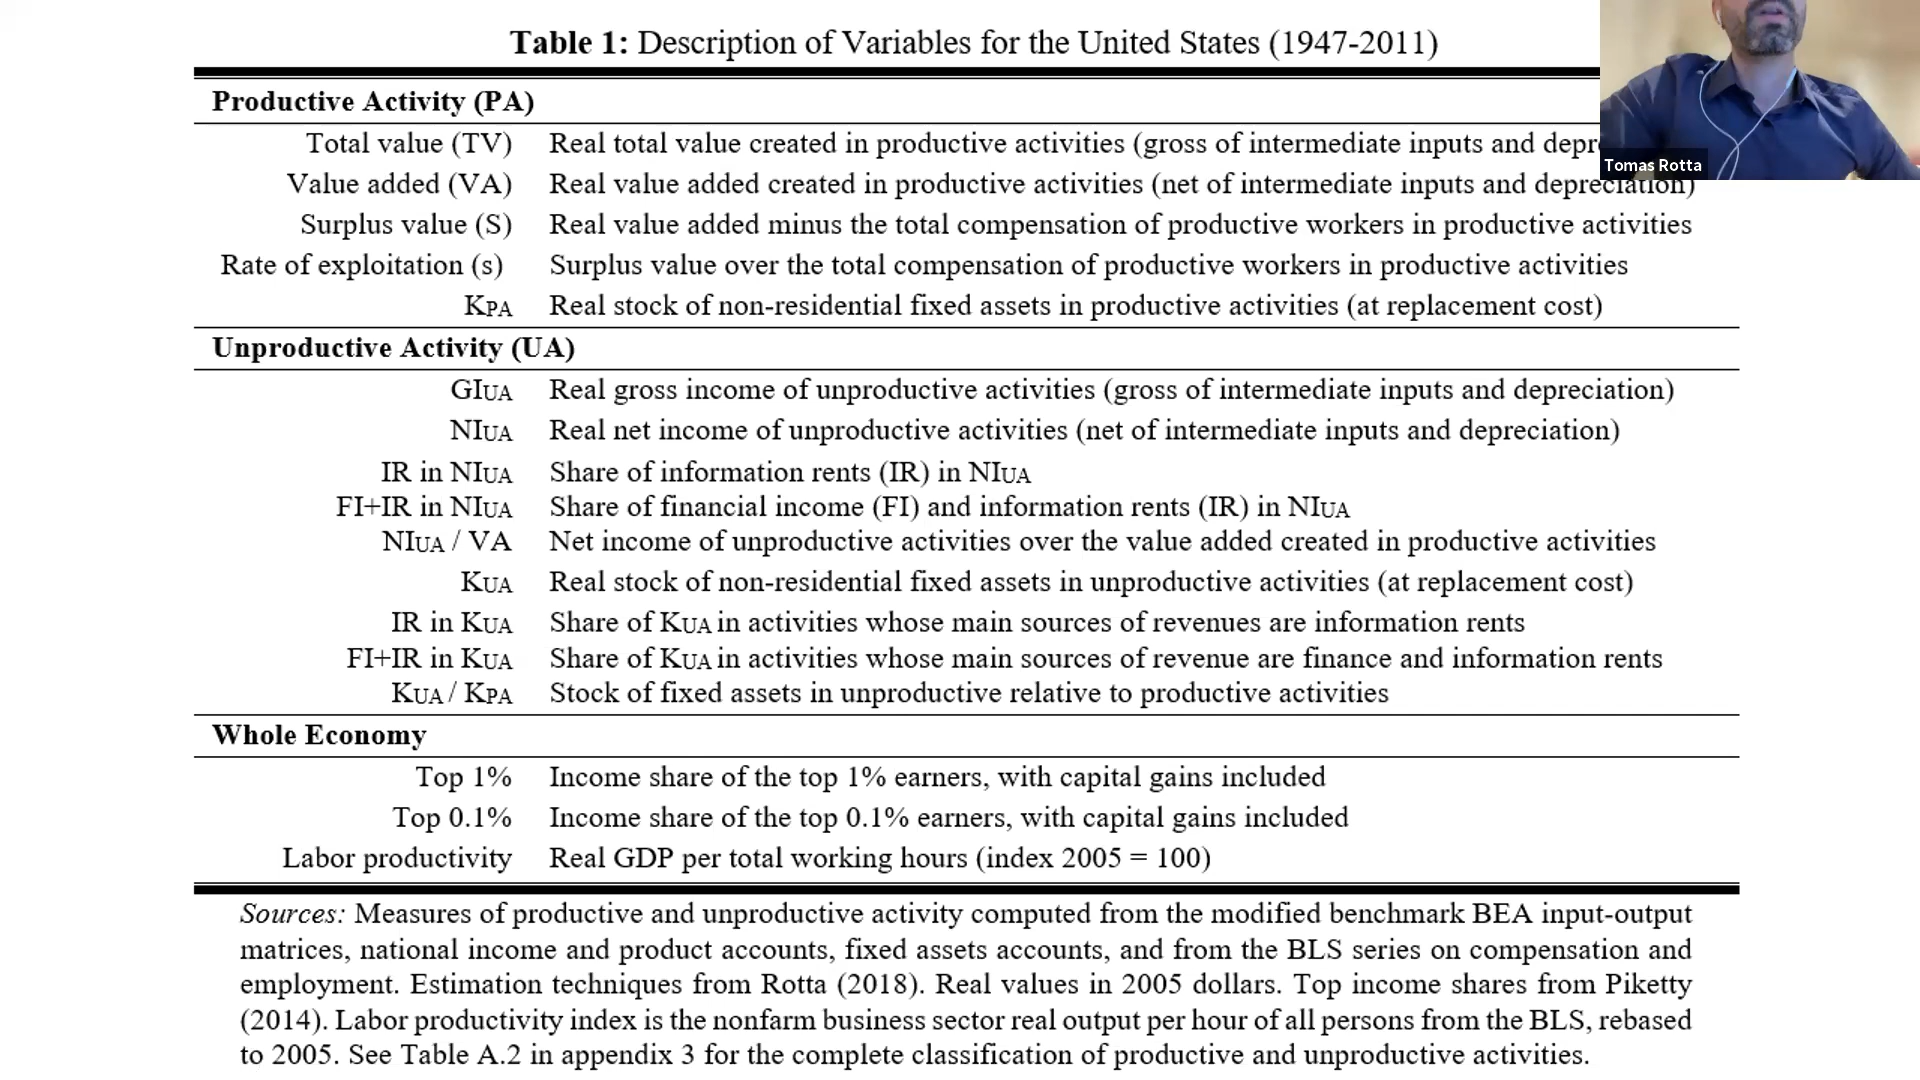 Table 1: Description of Variables for the United States (1947-2011)
Productive Activity (PA)
Total value (TV) Real total value created in productive activities (gross of intermediate inputs and
Tomas Rotta
Value added (VA) Real value added created in productive activities (net of intermediate inputs and depreciation)
Surplus value (S) Real value added minus the total compensation of productive workers in productive activities
Rate of exploitation (s) Surplus value over the total compensation of productive workers in productive activities
KPA Real stock of non-residential fixed assets in productive activities (at replacement cost)
Unproductive Activity (UA)
GIUA Real gross income of unproductive activities (gross of intermediate inputs and depreciation)
NIUA Real net income of unproductive activities (net of intermediate inputs and depreciation)
IR in NIUA Share of information rents (IR) in NIUA
FI+IR in NIUA Share of financial income (FI) and information rents (IR) in NIUA
NIUA / VA Net income of unproductive activities over the value added created in productive activities
KUA Real stock of non-residential fixed assets in unproductive activities (at replacement cost)
IR in KUA Share of KUA in activities whose main sources of revenues are information rents
FI+IR in KUA Share of KUA in activities whose main sources of revenue are finance and information rents
KUA / KPA Stock of fixed assets in unproductive relative to productive activities
Whole Economy
Top 1% Income share of the top 1% earners, with capital gains included
Top 0.1% Income share of the top 0.1% earners, with capital gains included
Labor productivity Real GDP per total working hours (index 2005 = 100)
Sources: Measures of productive and unproductive activity computed from the modified benchmark BEA input-output
matrices, national income and product accounts, fixed assets accounts, and from the BLS series on compensation and
employment. Estimation techniques from Rotta (2018). Real values in 2005 dollars. Top income shares from Piketty
(2014). Labor productivity index is the nonfarm business sector real output per hour of all persons from the BLS, rebased
to 2005. See Table A.2 in appendix 3 for the complete classification of productive and unproductive activities.